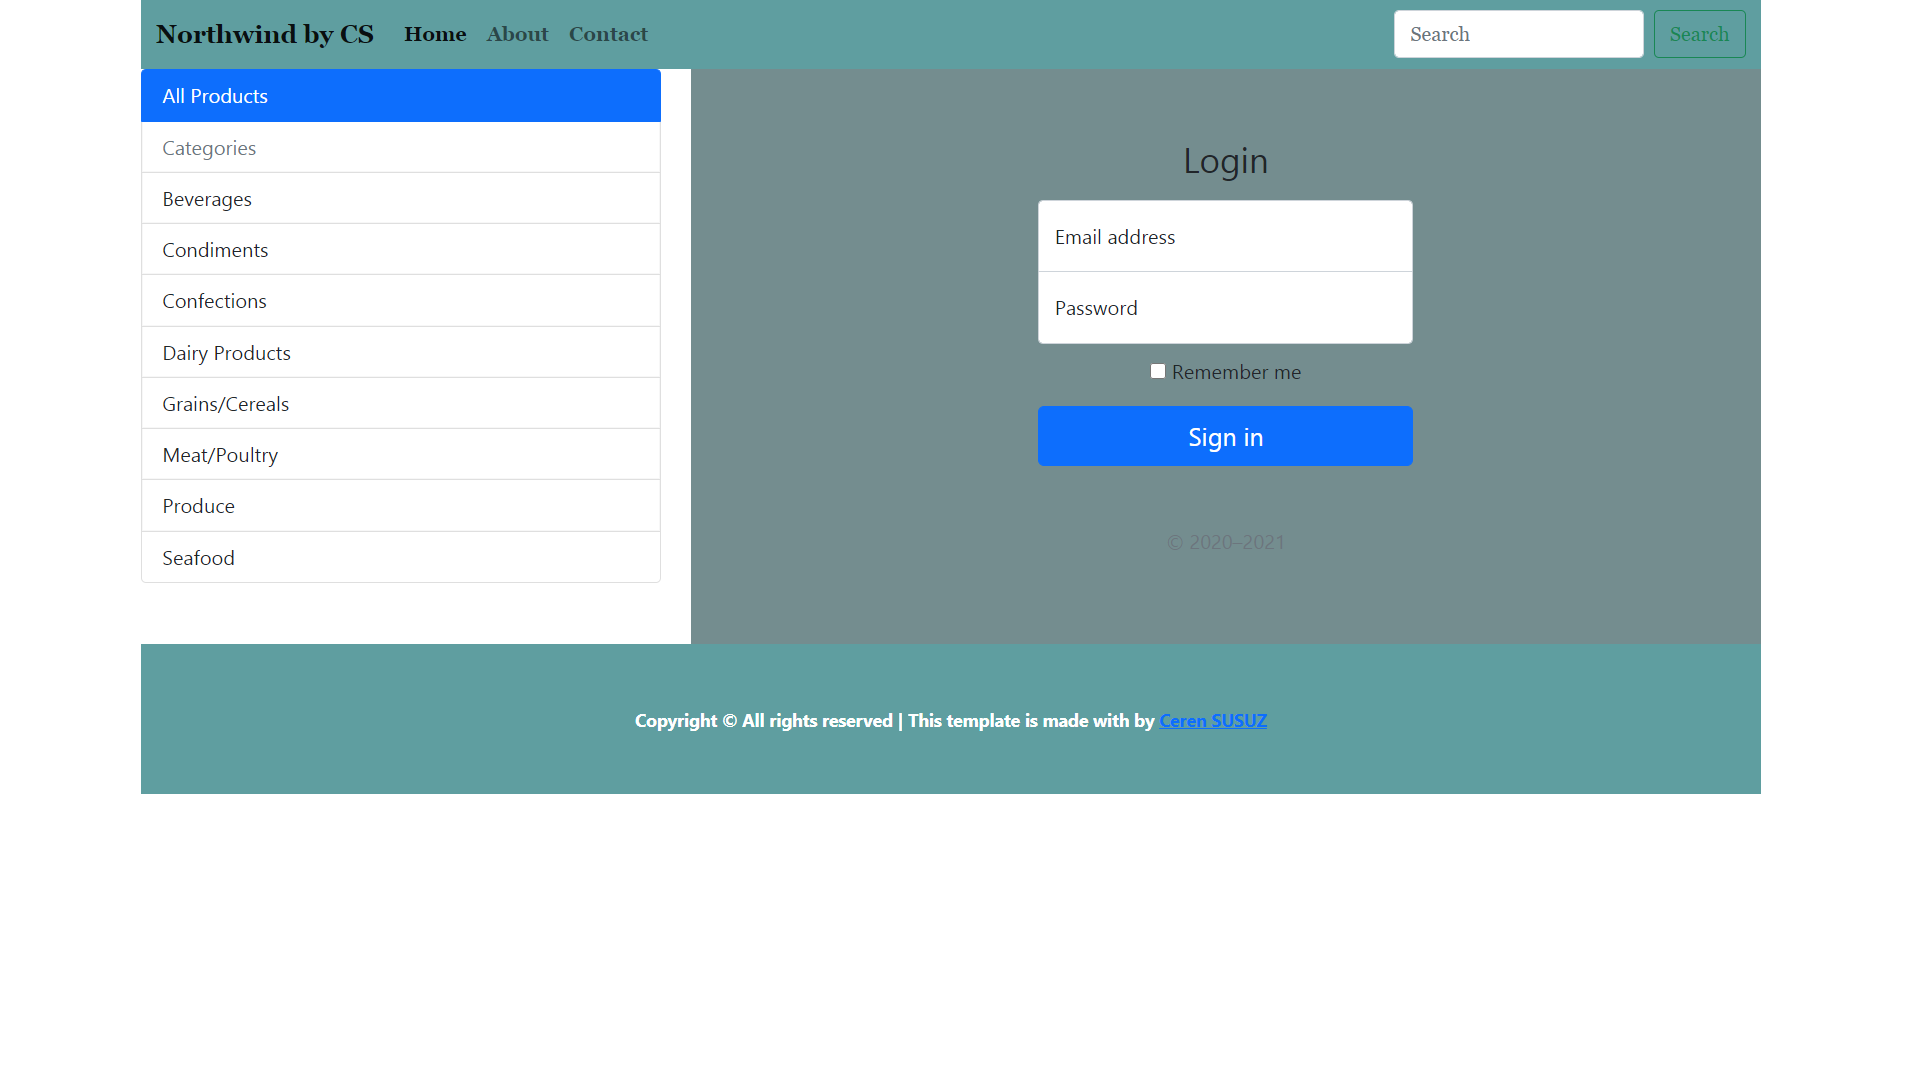 Northwind by CS Home About Contact Search Search
All Products
Categories
Beverages
Condiments
Confections
Dairy Products
Grains/Cereals
Meat/Poultry
Produce
Seafood
Login
Email address
Password
Remember me
Sign in
© 2020–2021
Copyright © All rights reserved | This template is made with by Ceren SUSUZ